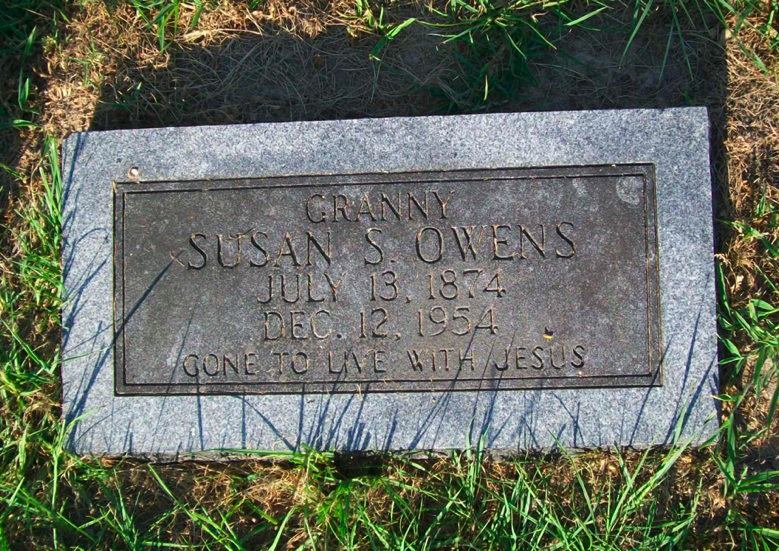 GRANNY
SUSAN S. OWENS
JULY 13, 1874
DEC. 12, 1954
GONE TO LIVE WITH JESUS